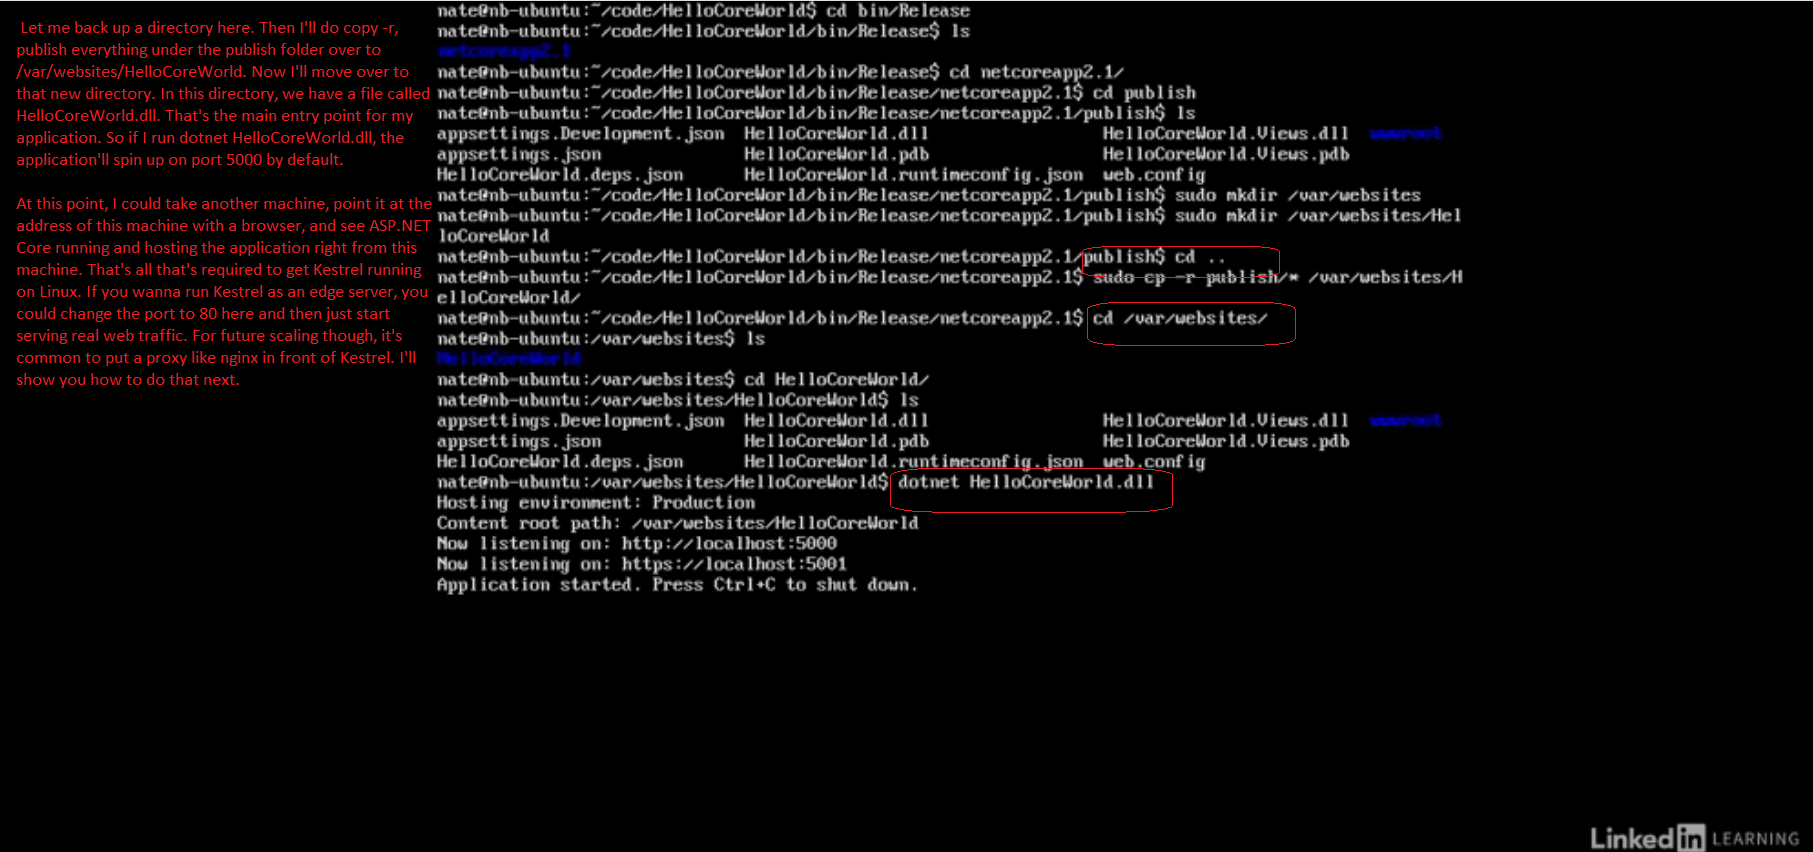 Let me back up a directory here. Then I'll do copy -r,
publish everything under the publish folder over to
/var/websites/HelloCoreWorld. Now I'll move over to
that new directory. In this directory, we have a file called
HelloCoreWorld.dll. That's the main entry point for my
application. So if I run dotnet HelloCoreWorld.dll, the
application'll spin up on port 5000 by default.
At this point, I could take another machine, point it at the
address of this machine with a browser, and see ASP.NET
Core running and hosting the application right from this
machine. That's all that's required to get Kestrel running
on Linux. If you wanna run Kestrel as an edge server, you
could change the port to 80 here and then just start
serving real web traffic. For future scaling though, it's
common to put a proxy like nginx in front of Kestrel. I'll
show you how to do that next.
nate@nb-ubuntu:~/code/HelloCoreWorld$ cd bin/Release
nate@nb-ubuntu:~/code/HelloCoreWorld/bin/Release$ ls
netcoreapp2.1
nate@nb-ubuntu:~/code/HelloCoreWorld/bin/Release$ cd netcoreapp2.1/
nate@nb-ubuntu:~/code/HelloCoreWorld/bin/Release/netcoreapp2.1$ cd publish
nate@nb-ubuntu:~/code/HelloCoreWorld/bin/Release/netcoreapp2.1/publish$ ls
appsettings.Development.json HelloCoreWorld.dll HelloCoreWorld.Views.dll wwwroot
appsettings.json HelloCoreWorld.pdb HelloCoreWorld.Views.pdb
HelloCoreWorld.deps.json HelloCoreWorld.runtimeconfig.json web.config
nate@nb-ubuntu:~/code/HelloCoreWorld/bin/Release/netcoreapp2.1/publish$ sudo mkdir /var/websites
nate@nb-ubuntu:~/code/HelloCoreWorld/bin/Release/netcoreapp2.1/publish$ sudo mkdir /var/websites/Hel
loCoreWorld
nate@nb-ubuntu:~/code/HelloCoreWorld/bin/Release/netcoreapp2.1/publish$ cd ..
nate@nb-ubuntu:~/code/HelloCoreWorld/bin/Release/netcoreapp2.1$ sudo cp -r publish/* /var/websites/H
elloCoreWorld/
nate@nb-ubuntu:~/code/HelloCoreWorld/bin/Release/netcoreapp2.1$ cd /var/websites/
nate@nb-ubuntu:/var/websites$ ls
HelloCoreWorld
nate@nb-ubuntu:/var/websites$ cd HelloCoreWorld/
nate@nb-ubuntu:/var/websites/HelloCoreWorld$ ls
appsettings.Development.json HelloCoreWorld.dll HelloCoreWorld.Views.dll wwwroot
appsettings.json HelloCoreWorld.pdb HelloCoreWorld.Views.pdb
HelloCoreWorld.deps.json HelloCoreWorld.runtimeconfig.json web.config
nate@nb-ubuntu:/var/websites/HelloCoreWorld$ dotnet HelloCoreWorld.dll
Hosting environment: Production
Content root path: /var/websites/HelloCoreWorld
Now listening on: http://localhost:5000
Now listening on: https://localhost:5001
Application started. Press Ctrl+C to shut down.
Linked in LEARNING